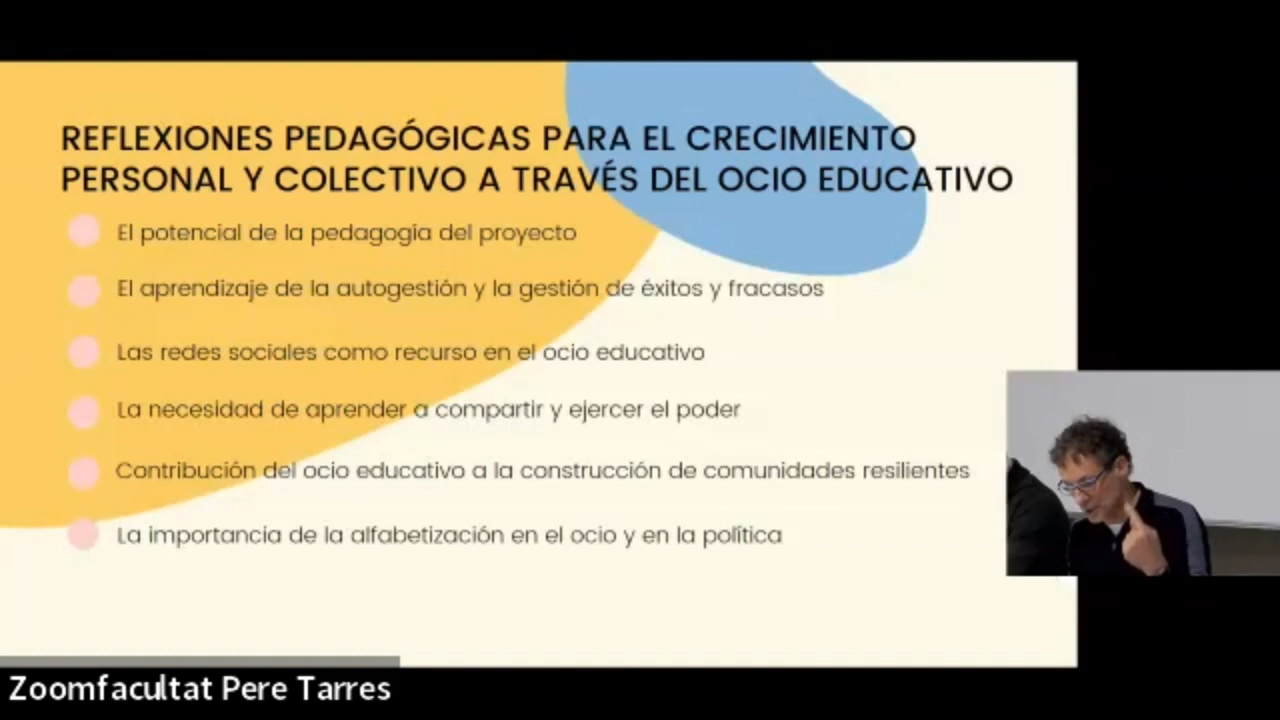 REFLEXIONES PEDAGÓGICAS PARA EL CRECIMIENTO
PERSONAL Y COLECTIVO A TRAVÉS DEL OCIO EDUCATIVO
El potencial de la pedagogía del proyecto
El aprendizaje de la autogestión y la gestión de éxitos y fracasos
Las redes sociales como recurso en el ocio educativo
La necesidad de aprender a compartir y ejercer el poder
Contribución del ocio educativo a la construcción de comunidades resilientes
La importancia de la alfabetización en el ocio y en la política
Zoomfacultat Pere Tarres